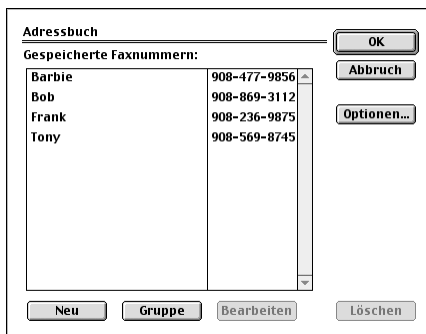 Adressbuch
OK
Gespeicherte Faxnummern:
Abbruch
Barbie 908-477-9856
Bob 908-869-3112
Frank 908-236-9875
Optionen...
Tony 908-569-8745
Neu Gruppe Bearbeiten Löschen